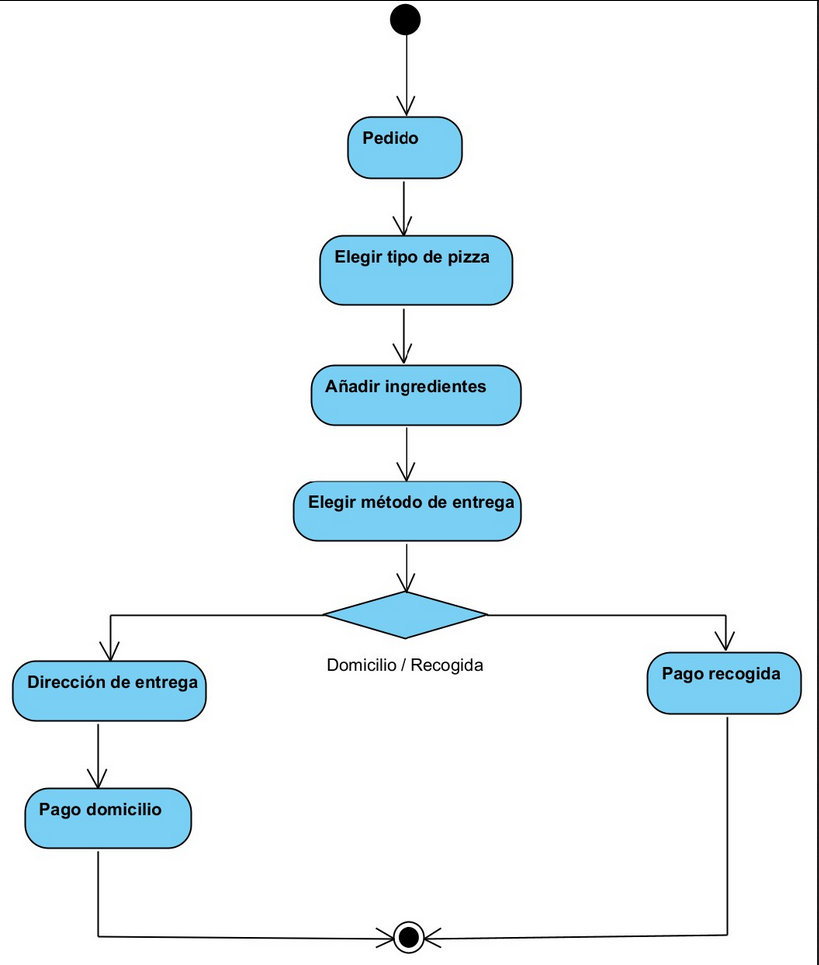 Pedido
Elegir tipo de pizza
Añadir ingredientes
Elegir método de entrega
Domicilio / Recogida
Dirección de entrega
Pago recogida
Pago domicilio